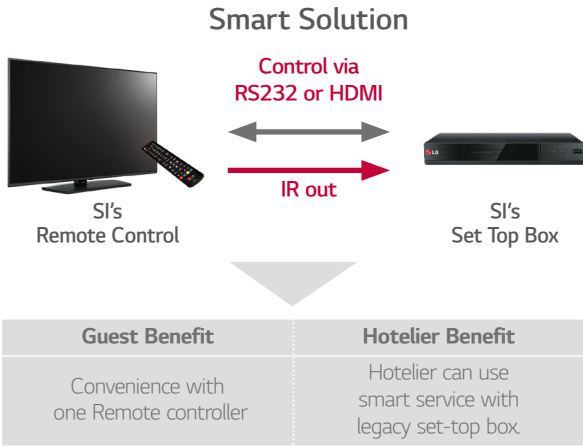 Smart Solution
Control via
RS232 or HDMI
IR out
LG
SI's
Remote Control
SI's
Set Top Box
Guest Benefit
Hotelier Benefit
Convenience with
one Remote controller
Hotelier can use
smart service with
legacy set-top box.